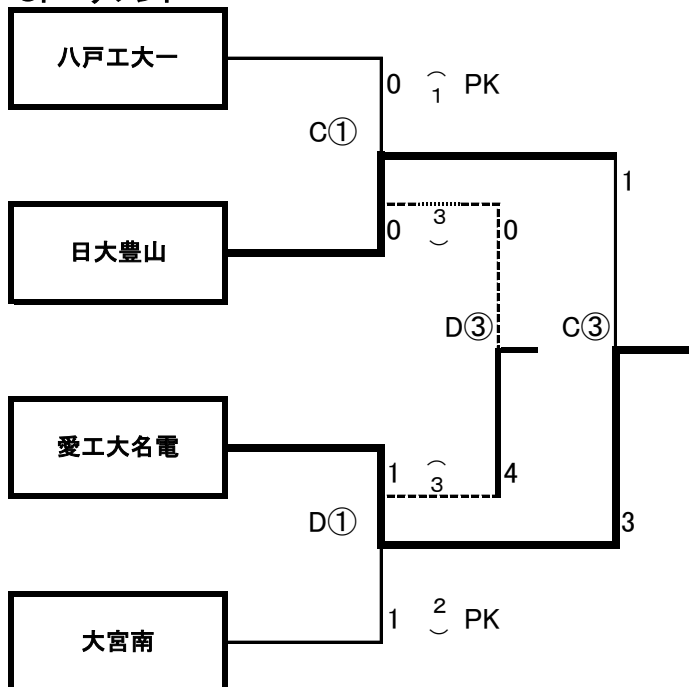 八戸工大一
0 ︵ 1 PK
C①
1
日大豊山
0 3 ︶ 0
D③ C③
愛工大名電
1 ︵ 3 4
D① 3
1 2 ︶ PK
大宮南